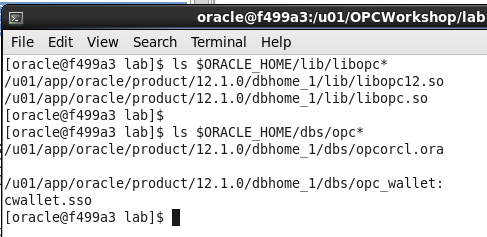 oracle@f499a3:/u01/OPCWorkshop/lab
File Edit View Search Terminal Help
[oracle@f499a3 lab]$ ls $ORACLE_HOME/lib/libopc*
/u01/app/oracle/product/12.1.0/dbhome_1/lib/libopc12.so
/u01/app/oracle/product/12.1.0/dbhome_1/lib/libopc.so
[oracle@f499a3 lab]$
[oracle@f499a3 lab]$ ls $ORACLE_HOME/dbs/opc*
/u01/app/oracle/product/12.1.0/dbhome_1/dbs/opcorcl.ora
/u01/app/oracle/product/12.1.0/dbhome_1/dbs/opc_wallet:
cwallet.sso
[oracle@f499a3 lab]$